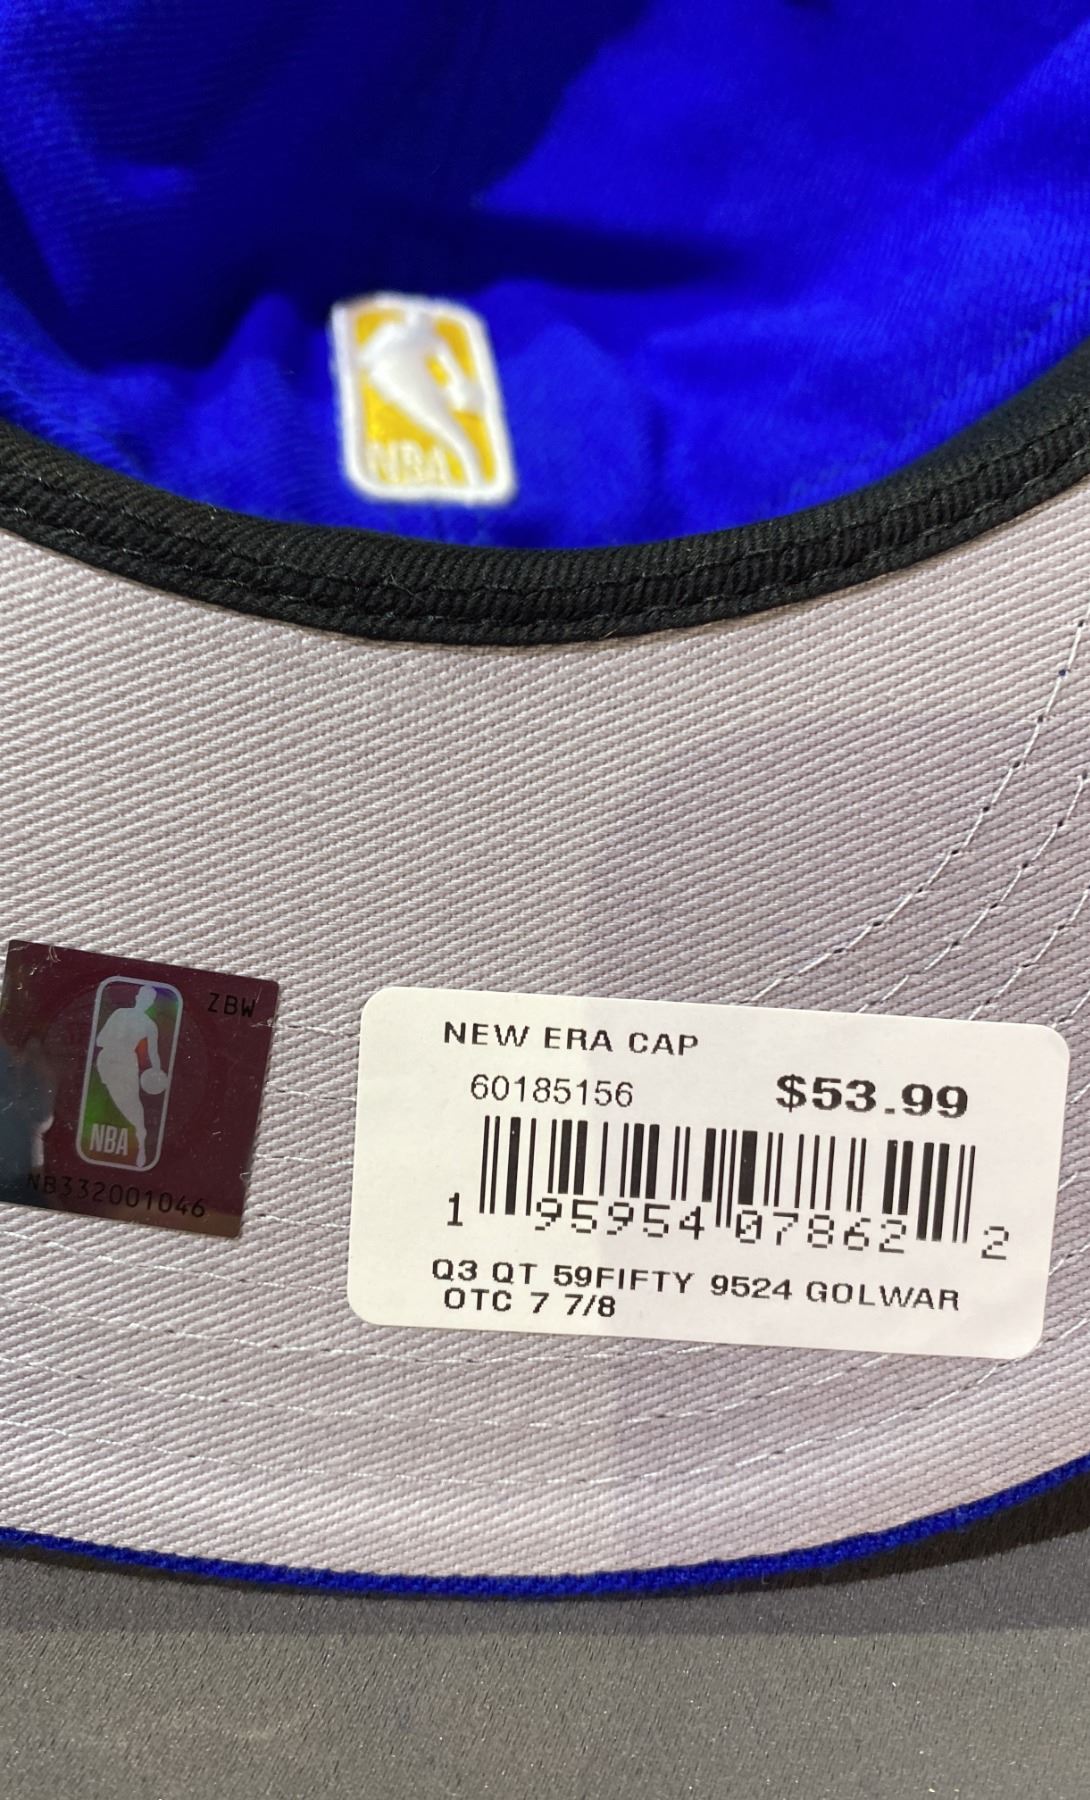 NBA
ZBW
NBA
NB332001046
NEW ERA CAP
60185156 $53.99
1 95954 07862 2
Q3 QT 59FIFTY 9524 GOLWAR
OTC 7 7/8